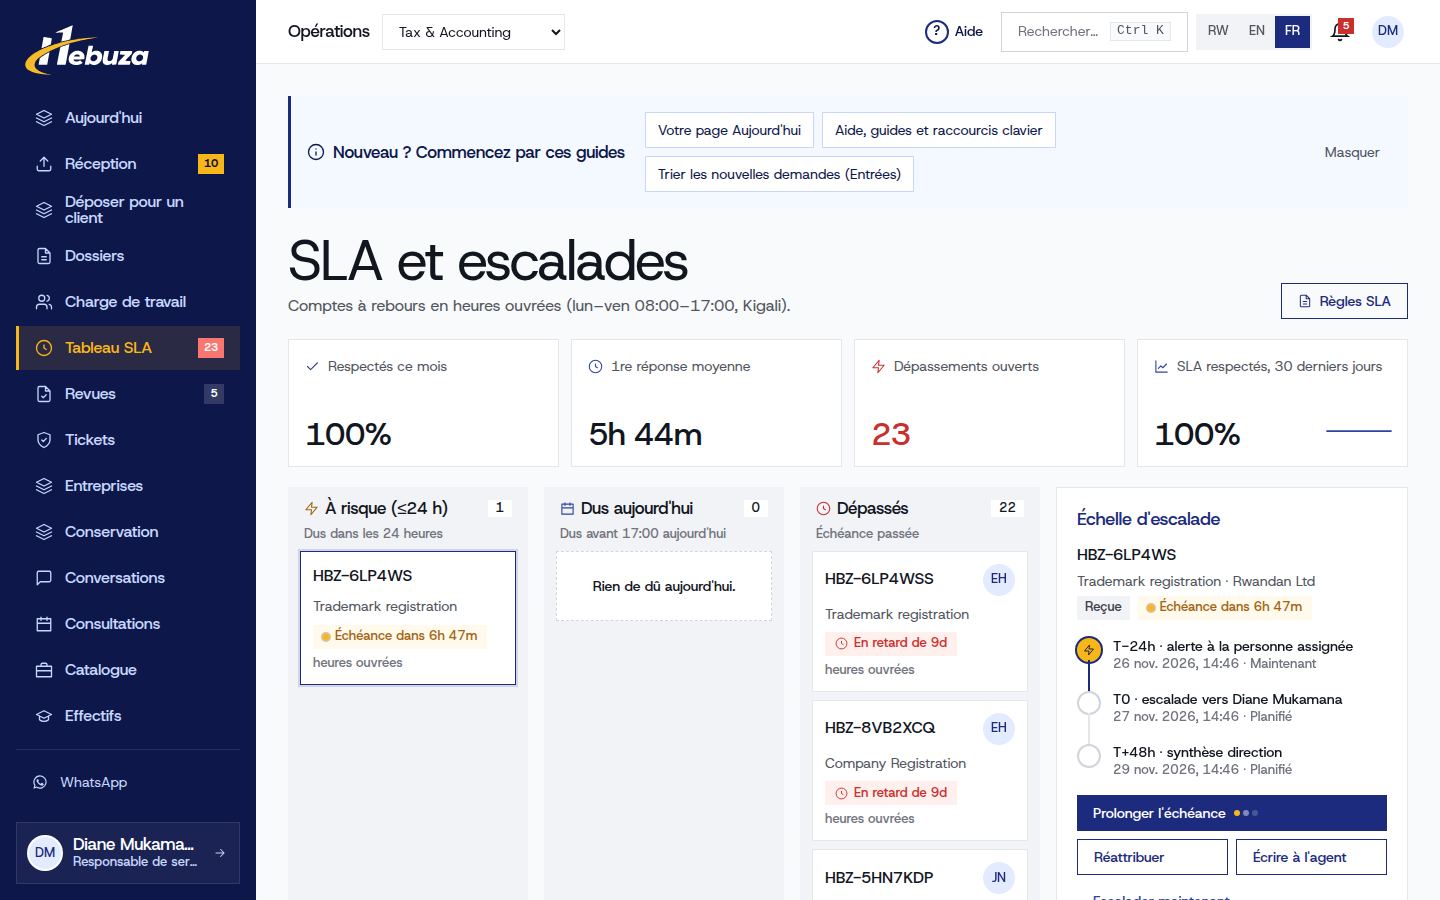 Hebuza
Aujourd'hui
Réception 10
Déposer pour un
client
Dossiers
Charge de travail
Tableau SLA 23
Revues 5
Tickets
Entreprises
Conservation
Conversations
Consultations
Catalogue
Effectifs
WhatsApp
DM Diane Mukama...
Responsable de ser...
Opérations Tax & Accounting
? Aide Rechercher... Ctrl K RW EN FR 5 DM
Nouveau ? Commencez par ces guides
Votre page Aujourd'hui Aide, guides et raccourcis clavier
Trier les nouvelles demandes (Entrées)
Masquer
SLA et escalades
Comptes à rebours en heures ouvrées (lun–ven 08:00–17:00, Kigali).
Règles SLA
Respectés ce mois
100%
1re réponse moyenne
5h 44m
Dépassements ouverts
23
SLA respectés, 30 derniers jours
100%
À risque (≤24 h) 1
Dus dans les 24 heures
HBZ-6LP4WS
Trademark registration
Échéance dans 6h 47m
heures ouvrées
Dus aujourd'hui 0
Dus avant 17:00 aujourd'hui
Rien de dû aujourd'hui.
Dépassés 22
Échéance passée
HBZ-6LP4WSS EH
Trademark registration
En retard de 9d
heures ouvrées
HBZ-8VB2XCQ EH
Company Registration
En retard de 9d
heures ouvrées
HBZ-5HN7KDP JN
Échelle d'escalade
HBZ-6LP4WS
Trademark registration · Rwandan Ltd
Reçue Échéance dans 6h 47m
T−24h · alerte à la personne assignée
26 nov. 2026, 14:46 · Maintenant
T0 · escalade vers Diane Mukamana
27 nov. 2026, 14:46 · Planifié
T+48h · synthèse direction
29 nov. 2026, 14:46 · Planifié
Prolonger l'échéance
Réattribuer Écrire à l'agent
Escalader maintenant